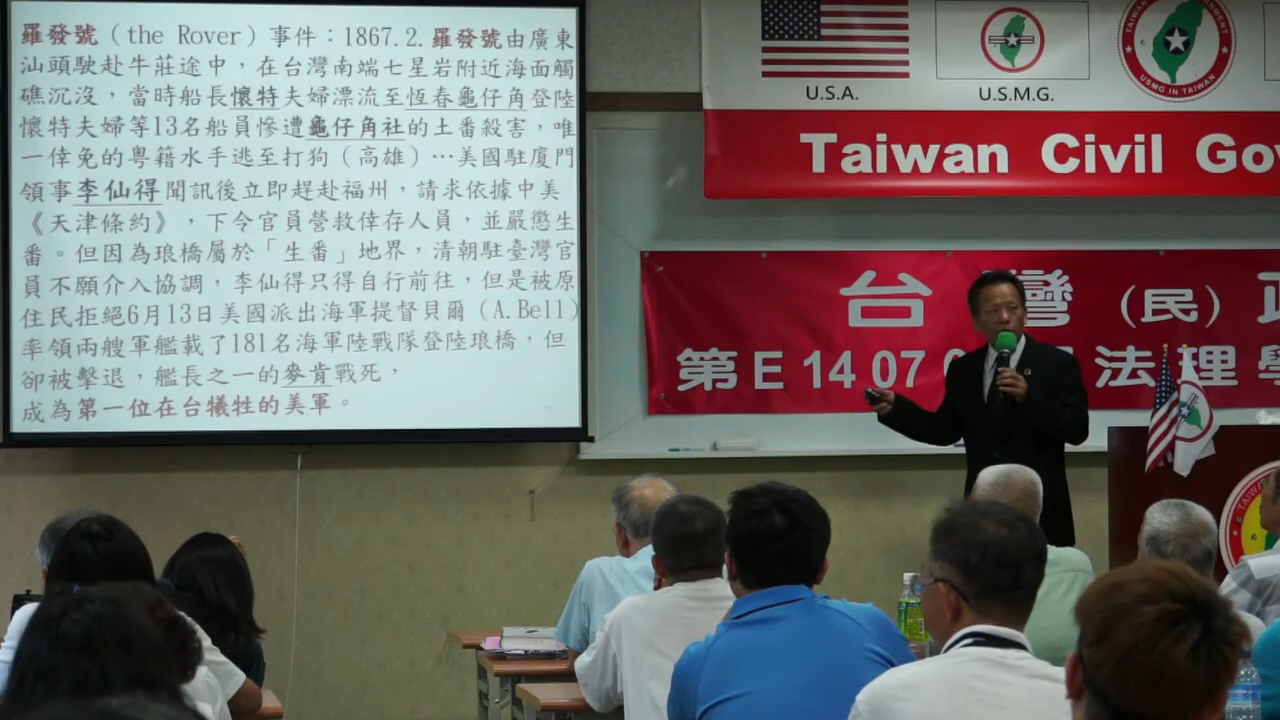 羅發號（the Rover）事件：1867.2.羅發號由廣東
汕頭駛赴牛莊途中，在台灣南端七星岩附近海面觸
礁沉沒，當時船長懷特夫婦漂流至恆春龜仔角登陸
懷特夫婦等13名船員慘遭龜仔角社的土番殺害，唯
一倖免的粵籍水手逃至打狗（高雄）…美國駐廈門
領事李仙得聞訊後立即趕赴福州，請求依據中美
《天津條約》，下令官員營救倖存人員，並嚴懲生
番。但因為琅橋屬於「生番」地界，清朝駐臺灣官
員不願介入協調，李仙得只得自行前往，但是被原
住民拒絕6月13日美國派出海軍提督貝爾（A.Bell）
率領兩艘軍艦載了181名海軍陸戰隊登陸琅橋，但
卻被擊退，艦長之一的麥肯戰死，
成為第一位在台犧牲的美軍。
U.S.A.
U.S.M.G.
USMG IN TAIWAN
Taiwan Civil Go
台灣（民）
第E 14 07 0 法理學